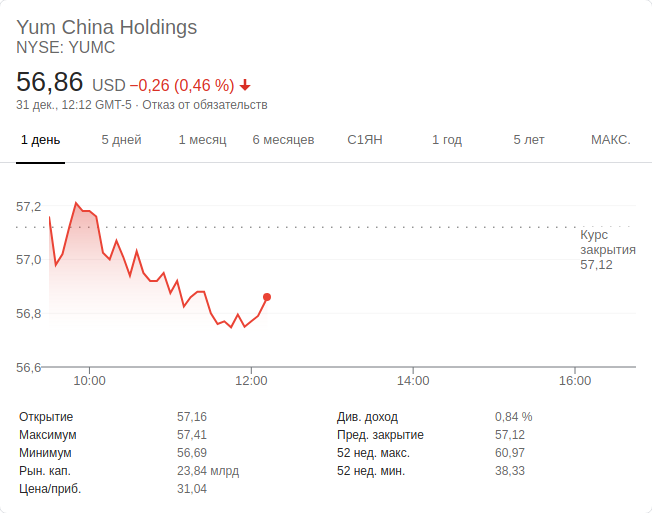 Yum China Holdings
NYSE: YUMC
56,86 USD −0,26 (0,46 %)
31 дек., 12:12 GMT-5 · Отказ от обязательств
1 день 5 дней 1 месяц 6 месяцев С1ЯН 1 год 5 лет МАКС.
57,2
Курс закрытия 57,12
57,0
56,8
56,6
10:00 12:00 14:00 16:00
Открытие 57,16 Див. доход 0,84 %
Максимум 57,41 Пред. закрытие 57,12
Минимум 56,69 52 нед. макс. 60,97
Рын. кап. 23,84 млрд 52 нед. мин. 38,33
Цена/приб. 31,04